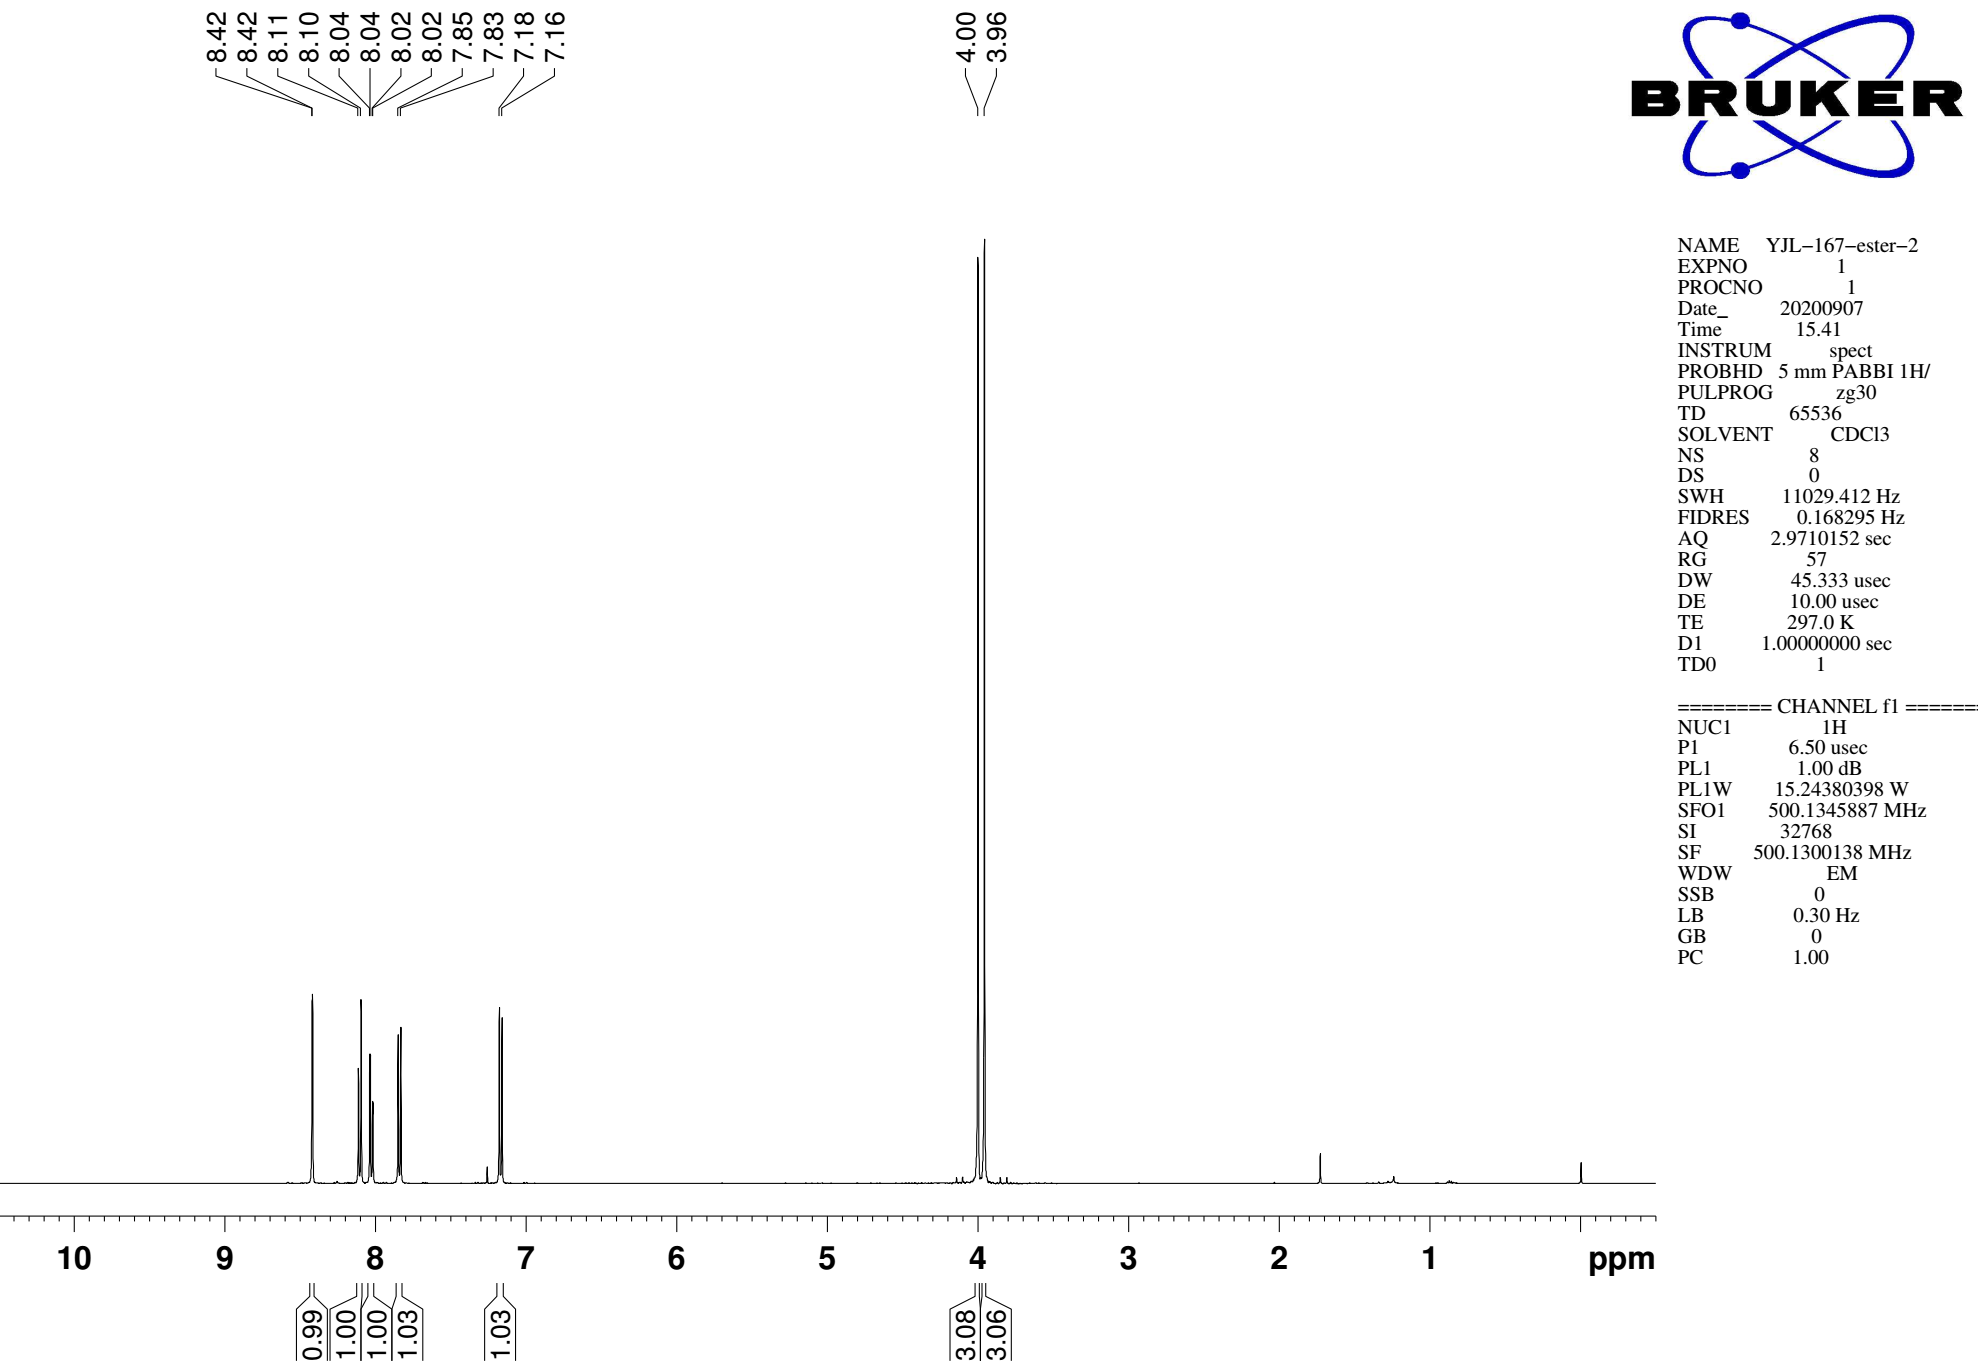 8.42
8.42
8.11
8.10
8.04
8.04
8.02
8.02
7.85
7.83
7.18
7.16
4.00
3.96
BRUKER
NAME YJL−167−ester−2
EXPNO 1
PROCNO 1
Date_ 20200907
Time 15.41
INSTRUM spect
PROBHD 5 mm PABBI 1H/
PULPROG zg30
TD 65536
SOLVENT CDCl3
NS 8
DS 0
SWH 11029.412 Hz
FIDRES 0.168295 Hz
AQ 2.9710152 sec
RG 57
DW 45.333 usec
DE 10.00 usec
TE 297.0 K
D1 1.00000000 sec
TD0 1
======== CHANNEL f1 =======
NUC1 1H
P1 6.50 usec
PL1 1.00 dB
PL1W 15.24380398 W
SFO1 500.1345887 MHz
SI 32768
SF 500.1300138 MHz
WDW EM
SSB 0
LB 0.30 Hz
GB 0
PC 1.00
10 9 8 7 6 5 4 3 2 1 ppm
0.99
1.00
1.00
1.03
1.03
3.08
3.06